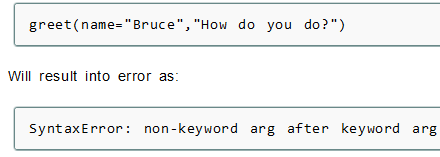 greet(name="Bruce","How do you do?")
Will result into error as:
SyntaxError: non-keyword arg after keyword arg